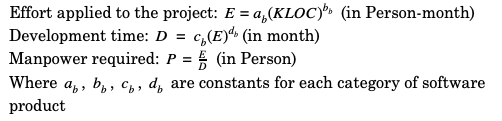 Effort applied to the project: E = a_b(KLOC)^{b_b} (in Person-month)
Development time: D = c_b(E)^{d_b} (in month)
Manpower required: P = \frac{E}{D} (in Person)
Where a_b, b_b, c_b, d_b are constants for each category of software
product